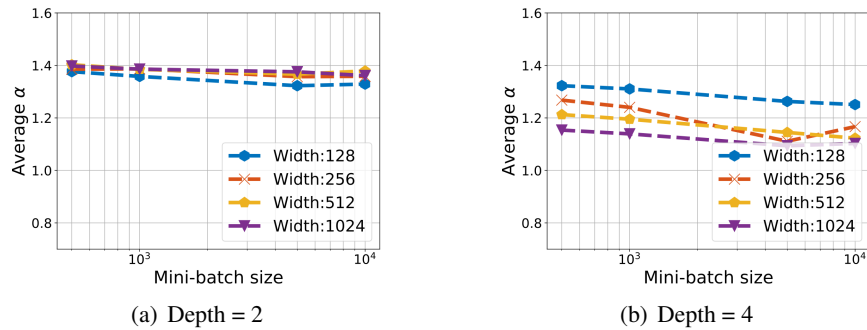 1.6
1.4
1.2
1.0
0.8
Average α
10³
10⁴
Mini-batch size
Width:128
Width:256
Width:512
Width:1024
(a) Depth = 2
1.6
1.4
1.2
1.0
0.8
Average α
10³
10⁴
Mini-batch size
Width:128
Width:256
Width:512
Width:1024
(b) Depth = 4